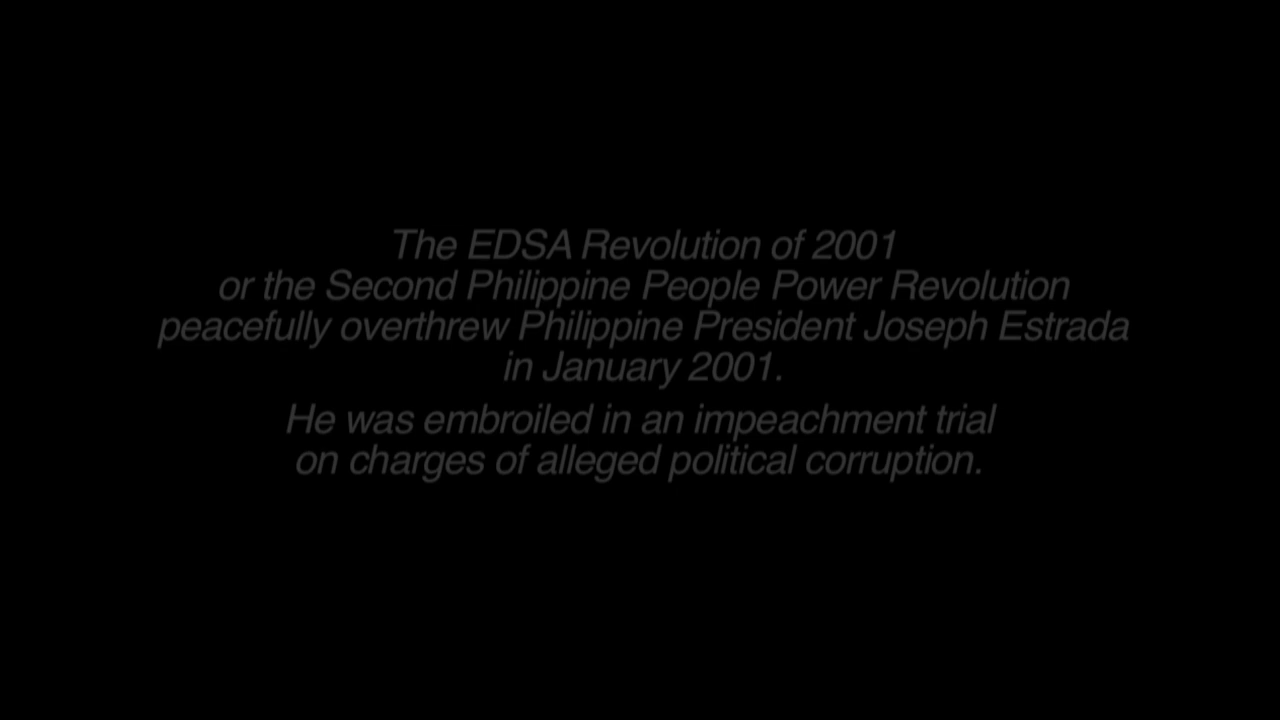 The EDSA Revolution of 2001
or the Second Philippine People Power Revolution
peacefully overthrew Philippine President Joseph Estrada
in January 2001.
He was embroiled in an impeachment trial
on charges of alleged political corruption.